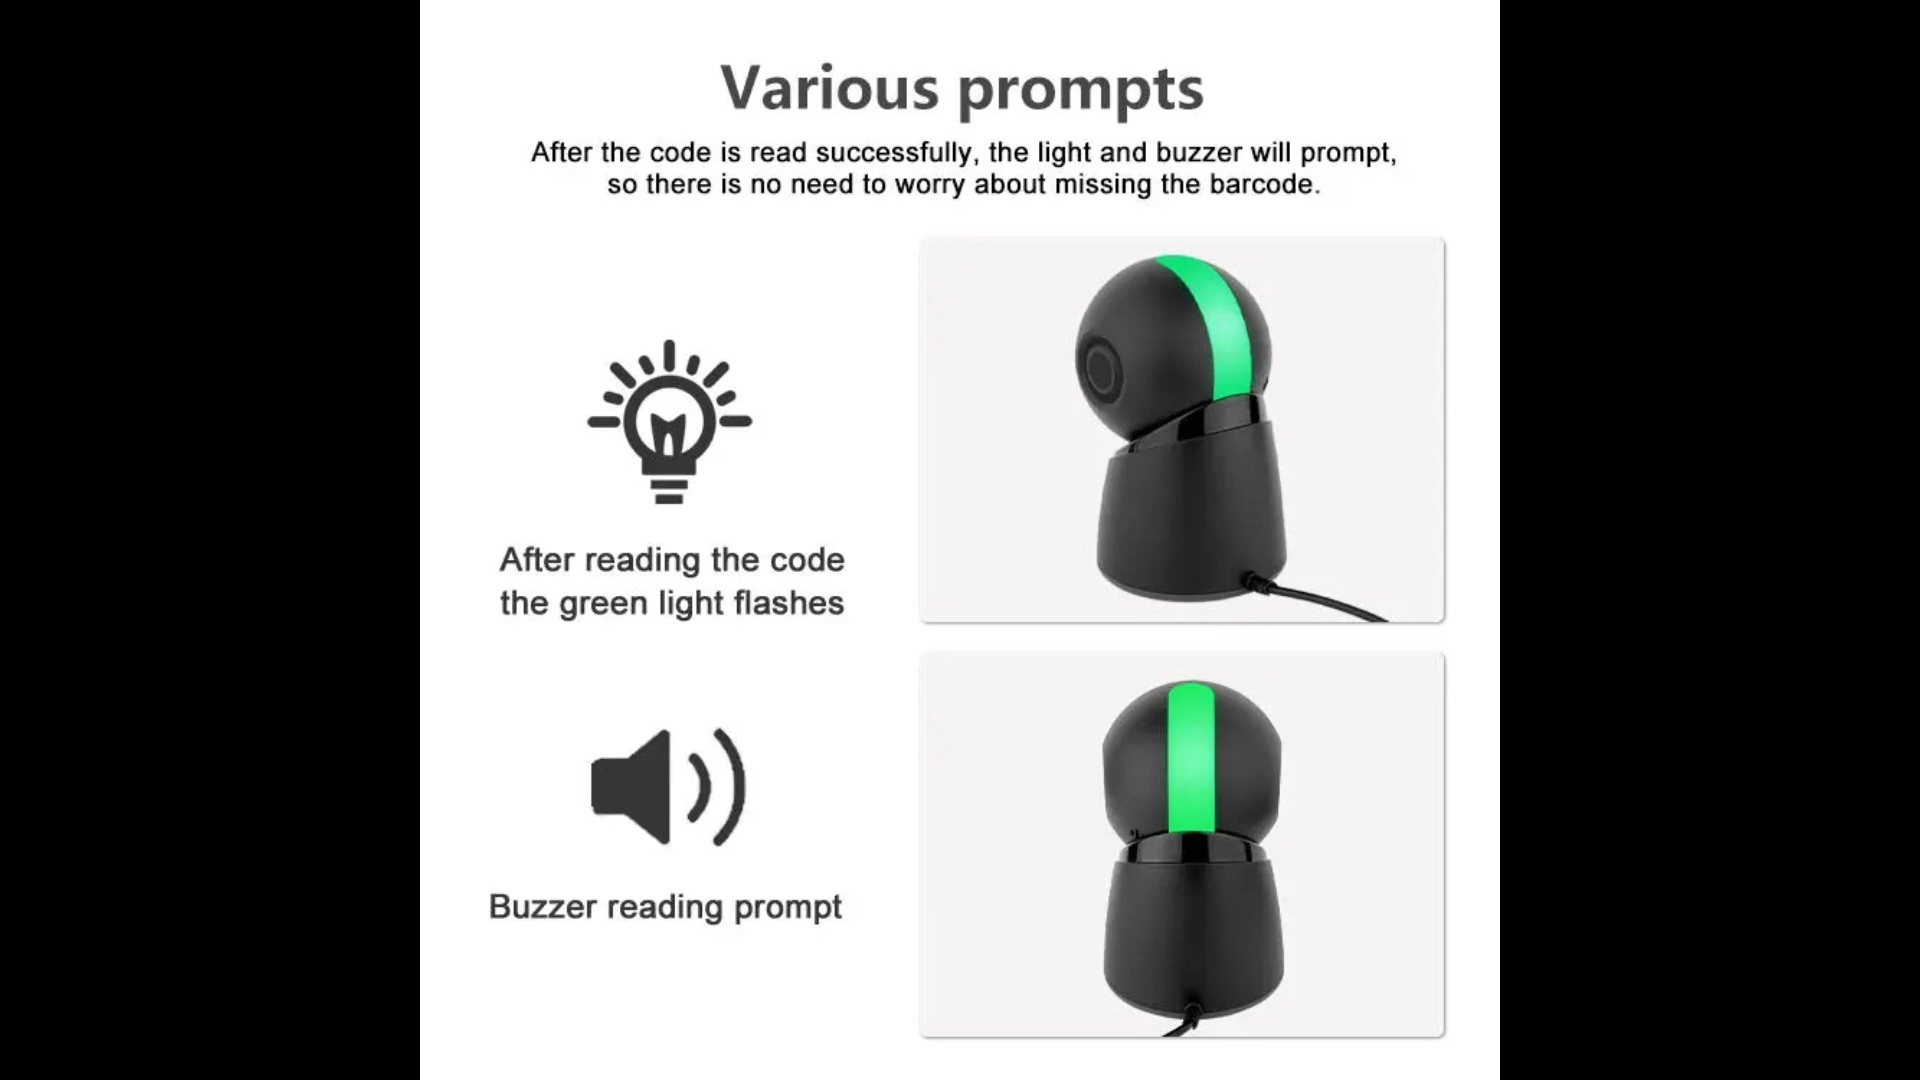 Various prompts
After the code is read successfully, the light and buzzer will prompt,
so there is no need to worry about missing the barcode.
After reading the code
the green light flashes
Buzzer reading prompt